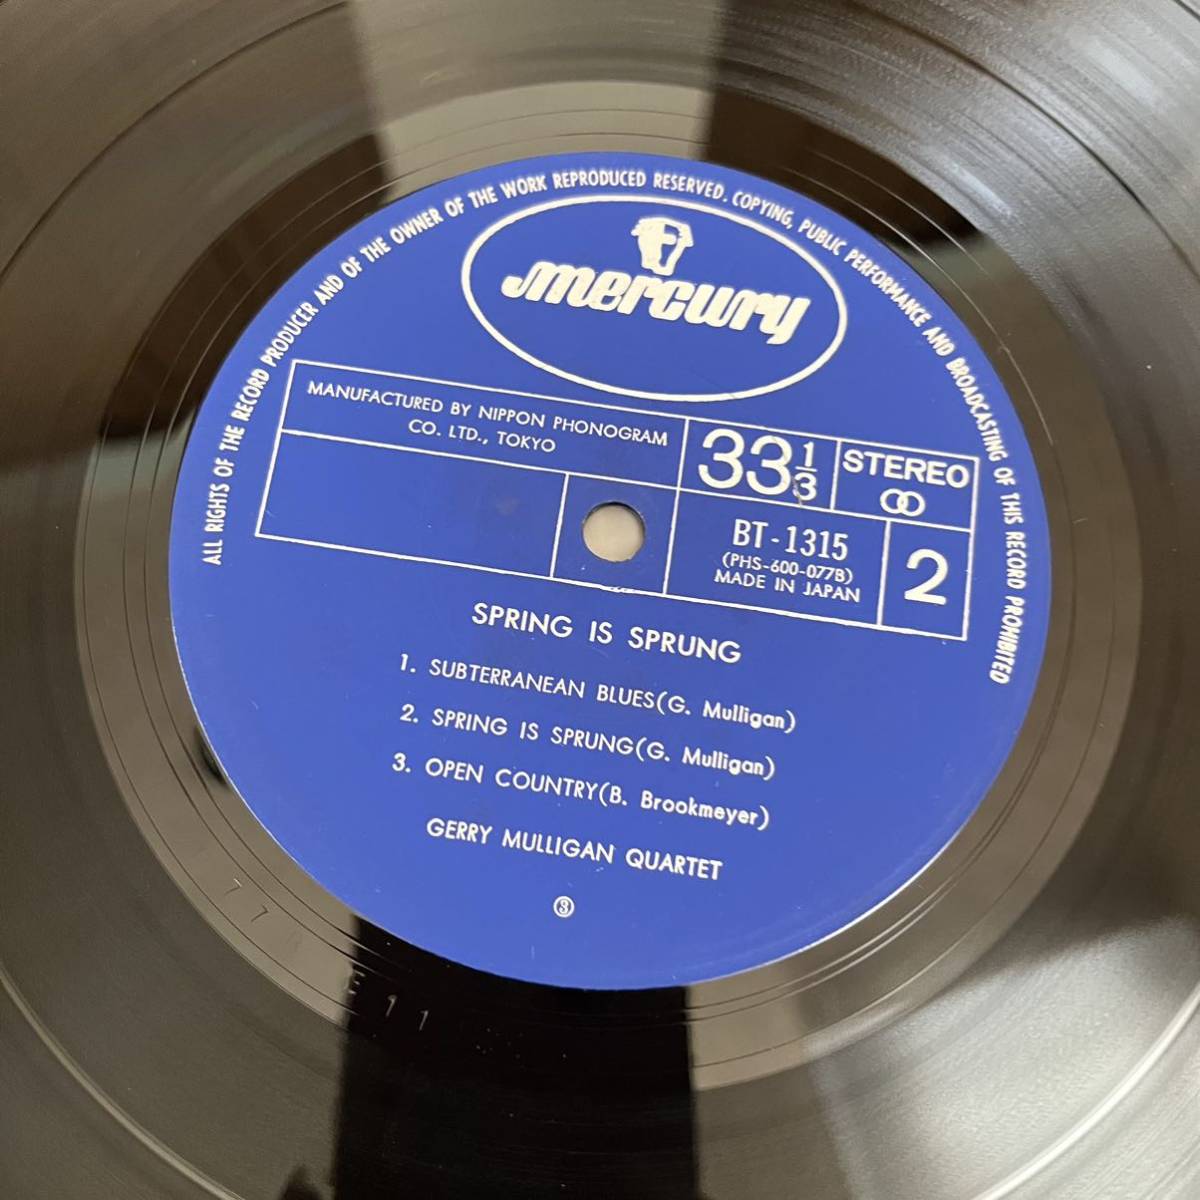 ALL RIGHTS OF THE RECORD PRODUCER AND OF THE OWNER OF THE WORK REPRODUCED RESERVED. COPYING, PUBLIC PERFORMANCE AND BROADCASTING OF THIS RECORD PROHIBITED
mercury
MANUFACTURED BY NIPPON PHONOGRAM
CO. LTD., TOKYO
33 1/3
STEREO
BT-1315
(PHS-600-077B)
MADE IN JAPAN
2
SPRING IS SPRUNG
1. SUBTERRANEAN BLUES(G. Mulligan)
2. SPRING IS SPRUNG(G. Mulligan)
3. OPEN COUNTRY(B. Brookmeyer)
GERRY MULLIGAN QUARTET
③